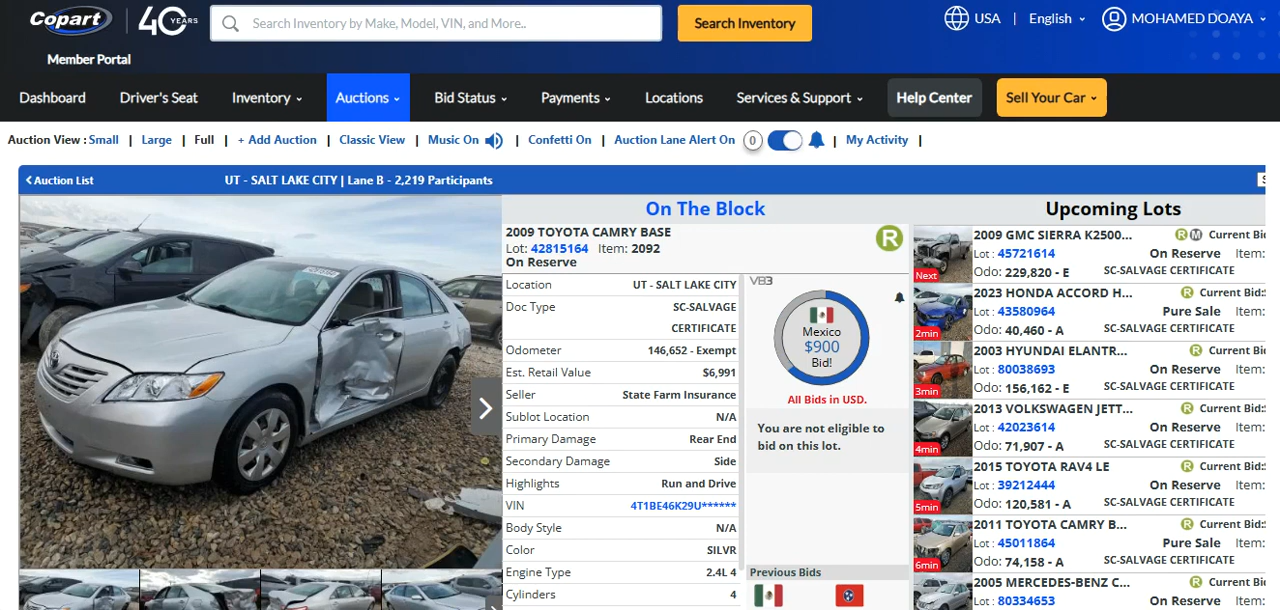 Copart 40 YEARS
Search Inventory by Make, Model, VIN, and More..
Search Inventory
USA | English
MOHAMED DOAYA
Member Portal
Dashboard Driver's Seat Inventory Auctions Bid Status Payments Locations Services & Support Help Center Sell Your Car
Auction View : Small | Large | Full | + Add Auction | Classic View | Music On | Confetti On | Auction Lane Alert On 0 | My Activity |
Auction List
UT - SALT LAKE CITY | Lane B - 2,219 Participants
On The Block
2009 TOYOTA CAMRY BASE
Lot: 42815164 Item: 2092
On Reserve
R
Location UT - SALT LAKE CITY
Doc Type SC-SALVAGE
CERTIFICATE
Odometer 146,652 - Exempt
Est. Retail Value $6,991
Seller State Farm Insurance
Sublot Location N/A
Primary Damage Rear End
Secondary Damage Side
Highlights Run and Drive
VIN 4T1BE46K29U******
Body Style N/A
Color SILVR
Engine Type 2.4L 4
Cylinders 4
VB3
Mexico
$900
Bid!
All Bids in USD.
You are not eligible to
bid on this lot.
Previous Bids
Upcoming Lots
2009 GMC SIERRA K2500... R M Current Bid
Lot : 45721614 On Reserve Item:
Next Odo: 229,820 - E SC-SALVAGE CERTIFICATE
2023 HONDA ACCORD H... R Current Bid:
Lot : 43580964 Pure Sale Item:
2min Odo: 40,460 - A SC-SALVAGE CERTIFICATE
2003 HYUNDAI ELANTR... R Current Bid
Lot : 80038693 On Reserve Item:
3min Odo: 156,162 - E SC-SALVAGE CERTIFICATE
2013 VOLKSWAGEN JETT... R Current Bid:
Lot : 42023614 On Reserve Item:
4min Odo: 71,907 - A SC-SALVAGE CERTIFICATE
2015 TOYOTA RAV4 LE R Current Bid:
Lot : 39212444 On Reserve Item:
5min Odo: 120,581 - A SC-SALVAGE CERTIFICATE
2011 TOYOTA CAMRY B... R Current Bid:
Lot : 45011864 Pure Sale Item:
6min Odo: 74,158 - A SC-SALVAGE CERTIFICATE
2005 MERCEDES-BENZ C... R Current Bid
Lot : 80334653 On Reserve Item: